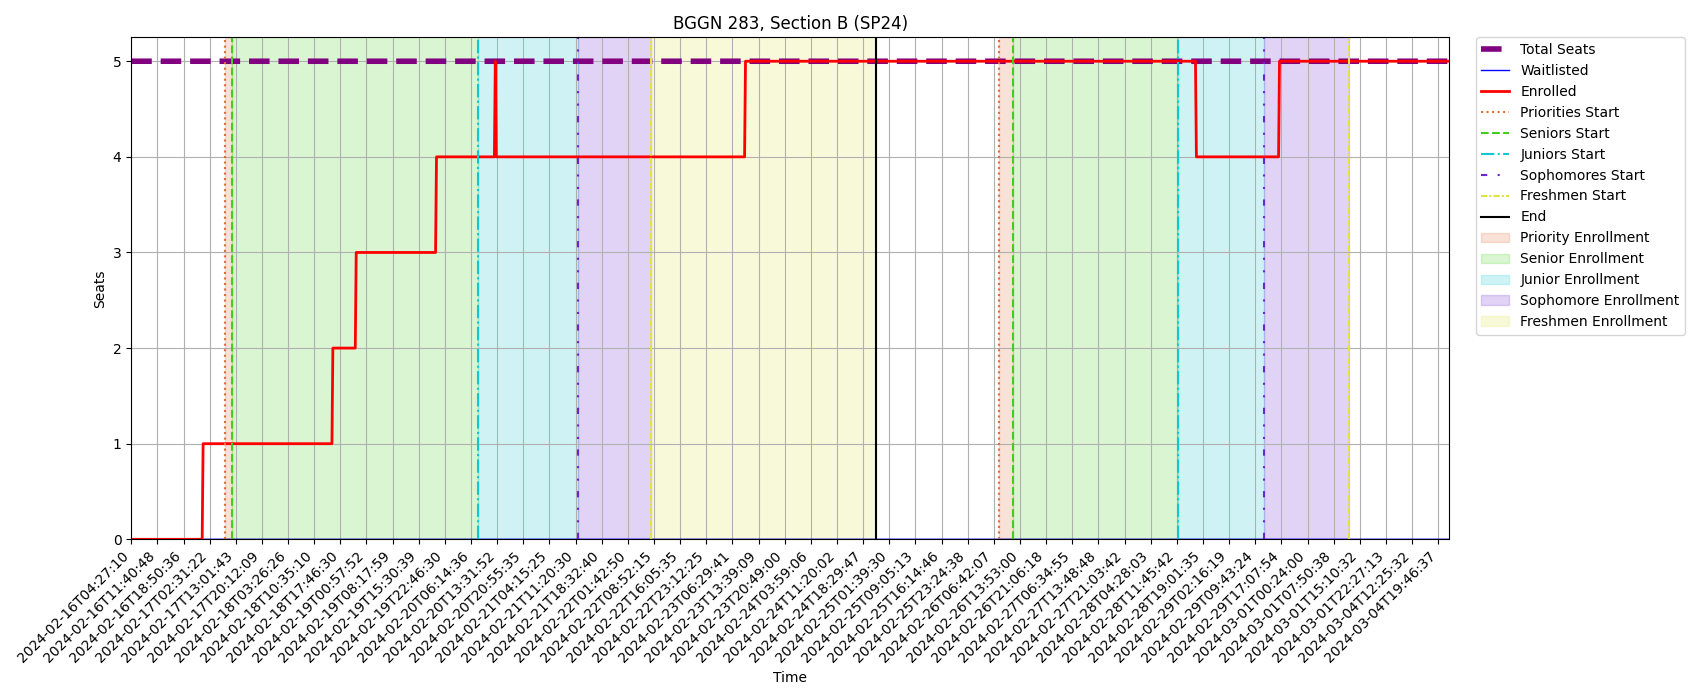 BGGN 283, Section B (SP24)
Seats
5
4
3
2
1
0
2024-02-16T04:27:10
2024-02-16T11:40:48
2024-02-16T18:50:36
2024-02-17T02:31:22
2024-02-17T13:01:43
2024-02-17T20:12:09
2024-02-18T03:26:26
2024-02-18T10:35:10
2024-02-18T17:46:30
2024-02-19T00:57:52
2024-02-19T08:17:59
2024-02-19T15:30:39
2024-02-19T22:46:30
2024-02-20T06:14:36
2024-02-20T13:31:52
2024-02-20T20:55:35
2024-02-21T04:15:25
2024-02-21T11:20:30
2024-02-21T18:32:40
2024-02-22T01:42:50
2024-02-22T08:52:15
2024-02-22T16:05:35
2024-02-22T23:12:25
2024-02-23T06:29:41
2024-02-23T13:39:09
2024-02-23T20:49:00
2024-02-24T03:59:06
2024-02-24T11:20:02
2024-02-24T18:29:47
2024-02-25T01:39:30
2024-02-25T09:05:13
2024-02-25T16:14:46
2024-02-25T23:24:38
2024-02-26T06:42:07
2024-02-26T13:53:00
2024-02-26T21:06:18
2024-02-27T06:34:55
2024-02-27T13:48:48
2024-02-27T21:03:42
2024-02-28T04:28:03
2024-02-28T11:45:42
2024-02-28T19:01:35
2024-02-29T02:16:19
2024-02-29T09:43:24
2024-02-29T17:07:54
2024-03-01T00:24:00
2024-03-01T07:50:38
2024-03-01T15:10:32
2024-03-01T22:27:13
2024-03-04T12:25:32
2024-03-04T19:46:37
Time
Total Seats
Waitlisted
Enrolled
Priorities Start
Seniors Start
Juniors Start
Sophomores Start
Freshmen Start
End
Priority Enrollment
Senior Enrollment
Junior Enrollment
Sophomore Enrollment
Freshmen Enrollment